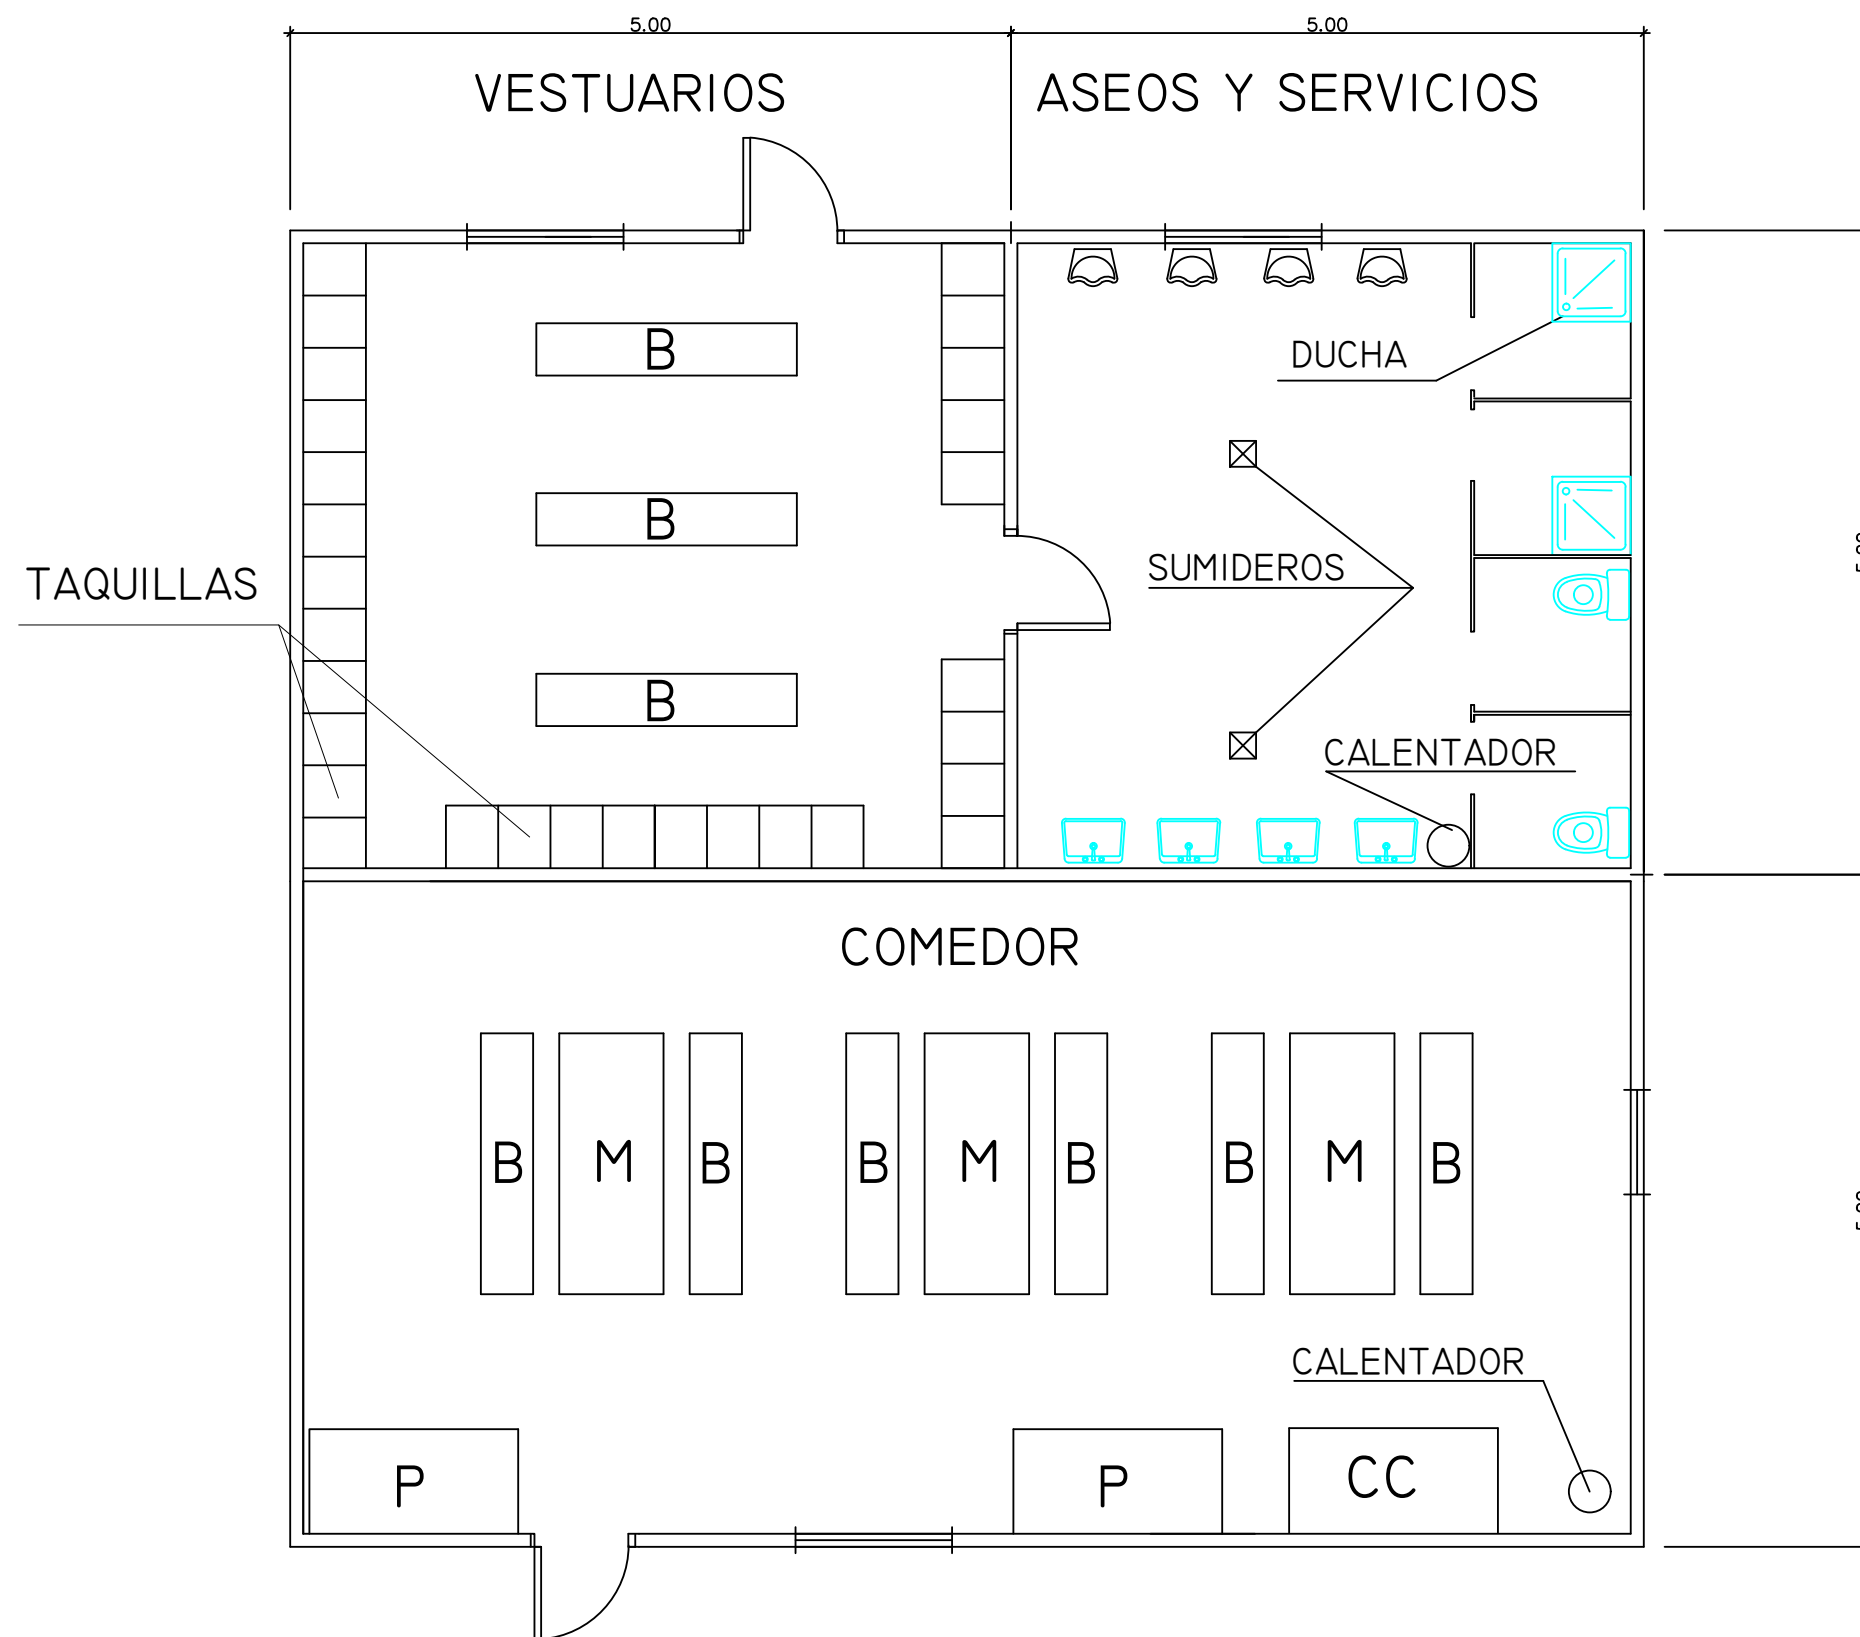 5.00
5.00
VESTUARIOS
ASEOS Y SERVICIOS
B
DUCHA
B
SUMIDEROS
TAQUILLAS
B
CALENTADOR
COMEDOR
B
M
B
B
M
B
B
M
B
CALENTADOR
P
P
CC